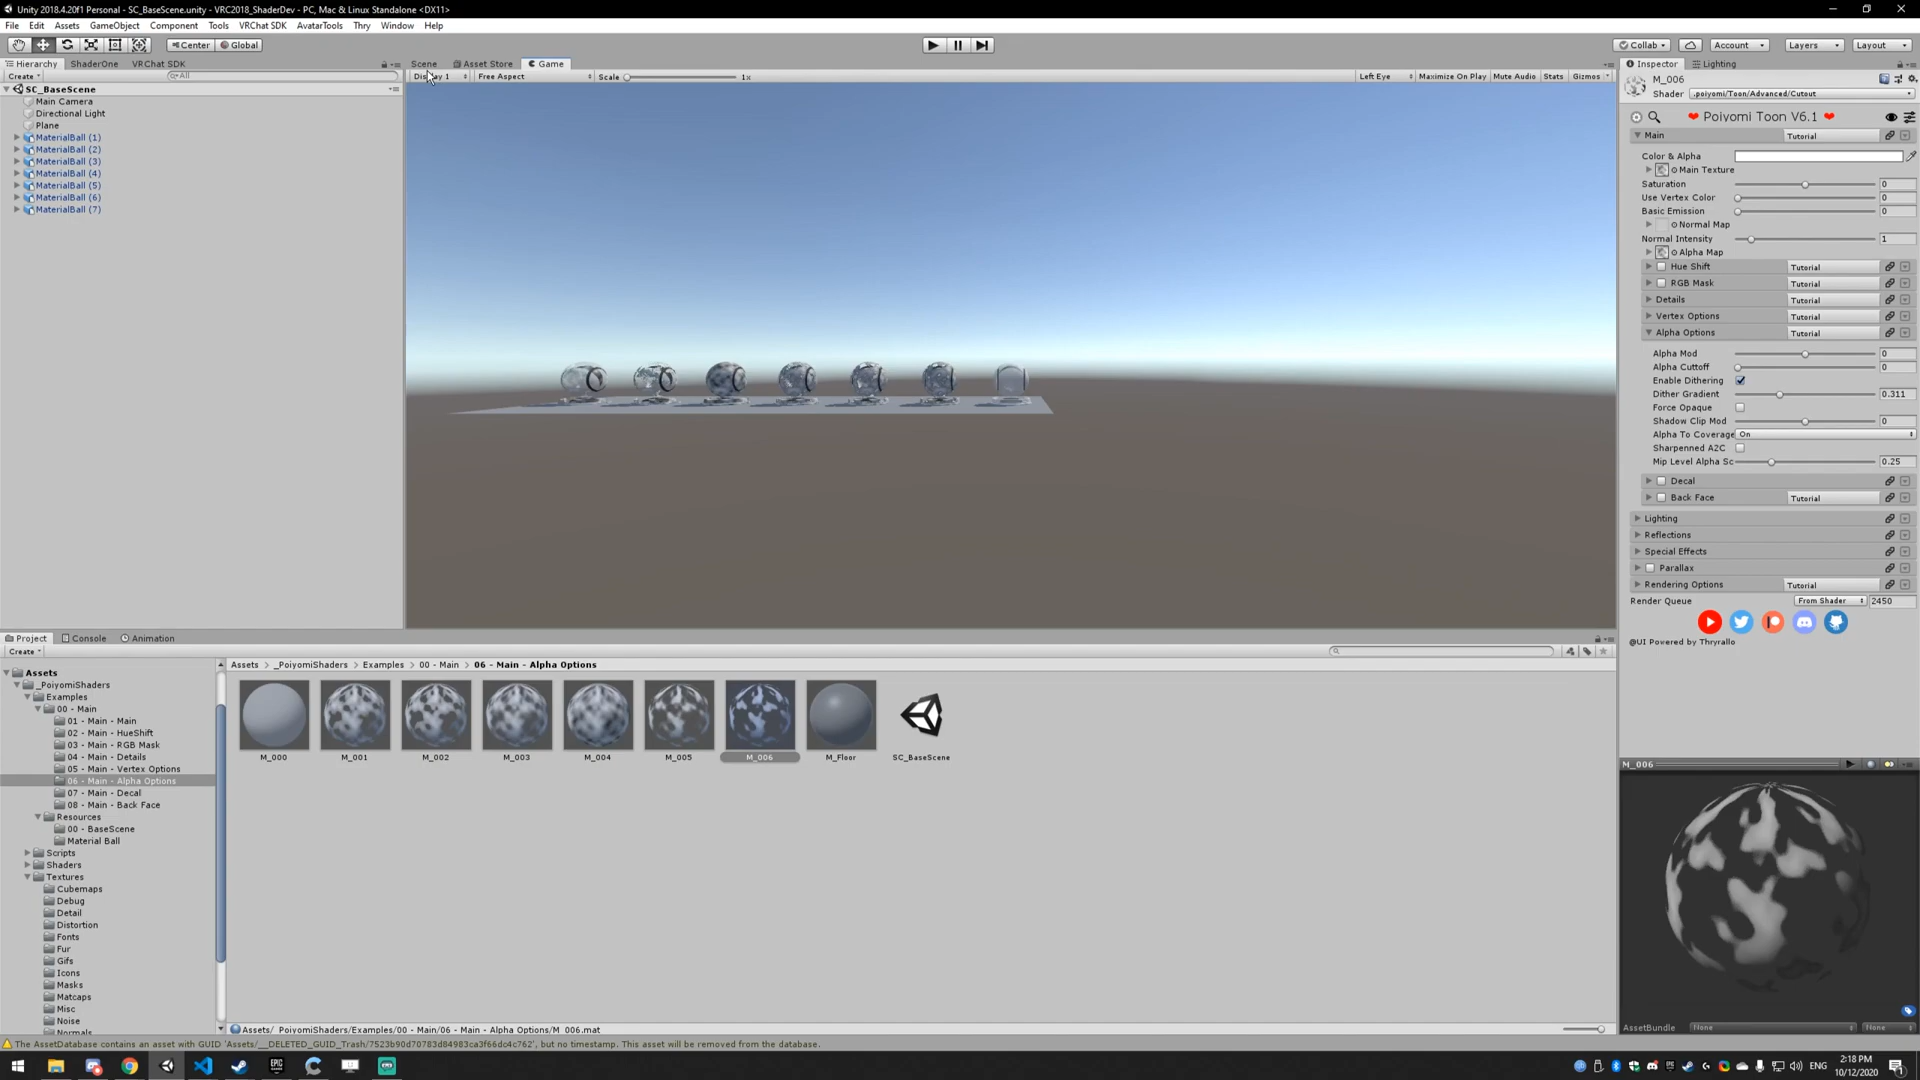 Unity 2018.4.20f1 Personal - SC_BaseScene.unity - VRC2018_ShaderDev - PC, Mac & Linux Standalone <DX11>
File Edit Assets GameObject Component Tools VRChat SDK AvatarTools Thry Window Help
Center Global Collab Account Layers Layout
Hierarchy ShaderOne VRChat SDK Scene Asset Store Game Inspector Lighting
Create All Display 1 Free Aspect Scale 1x Left Eye Maximize On Play Mute Audio Stats Gizmos
SC_BaseScene
Main Camera
Directional Light
Plane
MaterialBall (1)
MaterialBall (2)
MaterialBall (3)
MaterialBall (4)
MaterialBall (5)
MaterialBall (6)
MaterialBall (7)
M_006
Shader .poiyomi/Toon/Advanced/Cutout
❤ Poiyomi Toon V6.1 ❤
Main Tutorial
Color & Alpha
Main Texture
Saturation 0
Use Vertex Color 0
Basic Emission 0
Normal Map
Normal Intensity 1
Alpha Map
Hue Shift Tutorial
RGB Mask Tutorial
Details Tutorial
Vertex Options Tutorial
Alpha Options Tutorial
Alpha Mod 0
Alpha Cuttoff 0
Enable Dithering
Dither Gradient 0.311
Force Opaque
Shadow Clip Mod 0
Alpha To Coverage On
Sharpenned A2C
Mip Level Alpha Sc 0.25
Decal
Back Face Tutorial
Lighting
Reflections
Special Effects
Parallax
Rendering Options Tutorial
Render Queue From Shader 2450
@UI Powered by Thryrallo
Project Console Animation
Create
Assets
_PoiyomiShaders
Examples
00 - Main
01 - Main - Main
02 - Main - HueShift
03 - Main - RGB Mask
04 - Main - Details
05 - Main - Vertex Options
06 - Main - Alpha Options
07 - Main - Decal
08 - Main - Back Face
Resources
00 - BaseScene
Material Ball
Scripts
Shaders
Textures
Cubemaps
Debug
Detail
Distortion
Fonts
Fur
Gifs
Icons
Masks
Matcaps
Misc
Noise
Normals
Assets _PoiyomiShaders Examples 00 - Main 06 - Main - Alpha Options
M_000 M_001 M_002 M_003 M_004 M_005 M_006 M_Floor SC_BaseScene
Assets/_PoiyomiShaders/Examples/00 - Main/06 - Main - Alpha Options/M_006.mat
M_006
AssetBundle None None
The AssetDatabase contains an asset with GUID 'Assets/__DELETED_GUID_Trash/7523b90d70783d84983ca3f66dc4c762', but no timestamp. This asset will be removed from the database.
EPIC
ENG
2:18 PM
10/12/2020